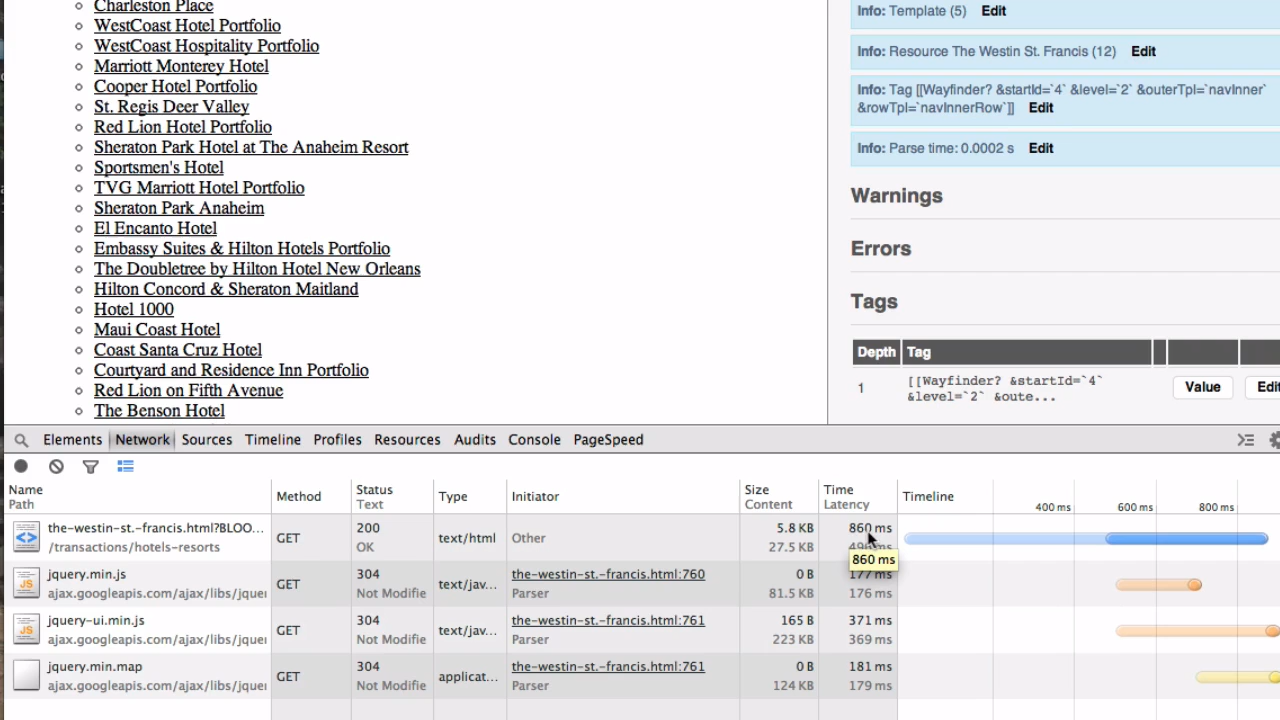 Charleston Place
WestCoast Hotel Portfolio
WestCoast Hospitality Portfolio
Marriott Monterey Hotel
Cooper Hotel Portfolio
St. Regis Deer Valley
Red Lion Hotel Portfolio
Sheraton Park Hotel at The Anaheim Resort
Sportsmen's Hotel
TVG Marriott Hotel Portfolio
Sheraton Park Anaheim
El Encanto Hotel
Embassy Suites & Hilton Hotels Portfolio
The Doubletree by Hilton Hotel New Orleans
Hilton Concord & Sheraton Maitland
Hotel 1000
Maui Coast Hotel
Coast Santa Cruz Hotel
Courtyard and Residence Inn Portfolio
Red Lion on Fifth Avenue
The Benson Hotel
Info: Template (5) Edit
Info: Resource The Westin St. Francis (12) Edit
Info: Tag [[Wayfinder? &startId=`4` &level=`2` &outerTpl=`navInner`
&rowTpl=`navInnerRow`]] Edit
Info: Parse time: 0.0002 s Edit
Warnings
Errors
Tags
Depth Tag
1 [[Wayfinder? &startId=`4`
&level=`2` &oute... Value Edit
Elements Network Sources Timeline Profiles Resources Audits Console PageSpeed
Name Method Status Type Initiator Size Time Timeline
Path Text Content Latency 400 ms 600 ms 800 ms
the-westin-st.-francis.html?BLOO... GET 200 text/html Other 5.8 KB 860 ms
/transactions/hotels-resorts OK 27.5 KB 496 ms
860 ms
jquery.min.js GET 304 text/jav... the-westin-st.-francis.html:760 0 B 177 ms
ajax.googleapis.com/ajax/libs/jquer Not Modifie Parser 81.5 KB 176 ms
jquery-ui.min.js GET 304 text/jav... the-westin-st.-francis.html:761 165 B 371 ms
ajax.googleapis.com/ajax/libs/jquer Not Modifie Parser 223 KB 369 ms
jquery.min.map GET 304 applicat... the-westin-st.-francis.html:761 0 B 181 ms
ajax.googleapis.com/ajax/libs/jquer Not Modifie Parser 124 KB 179 ms